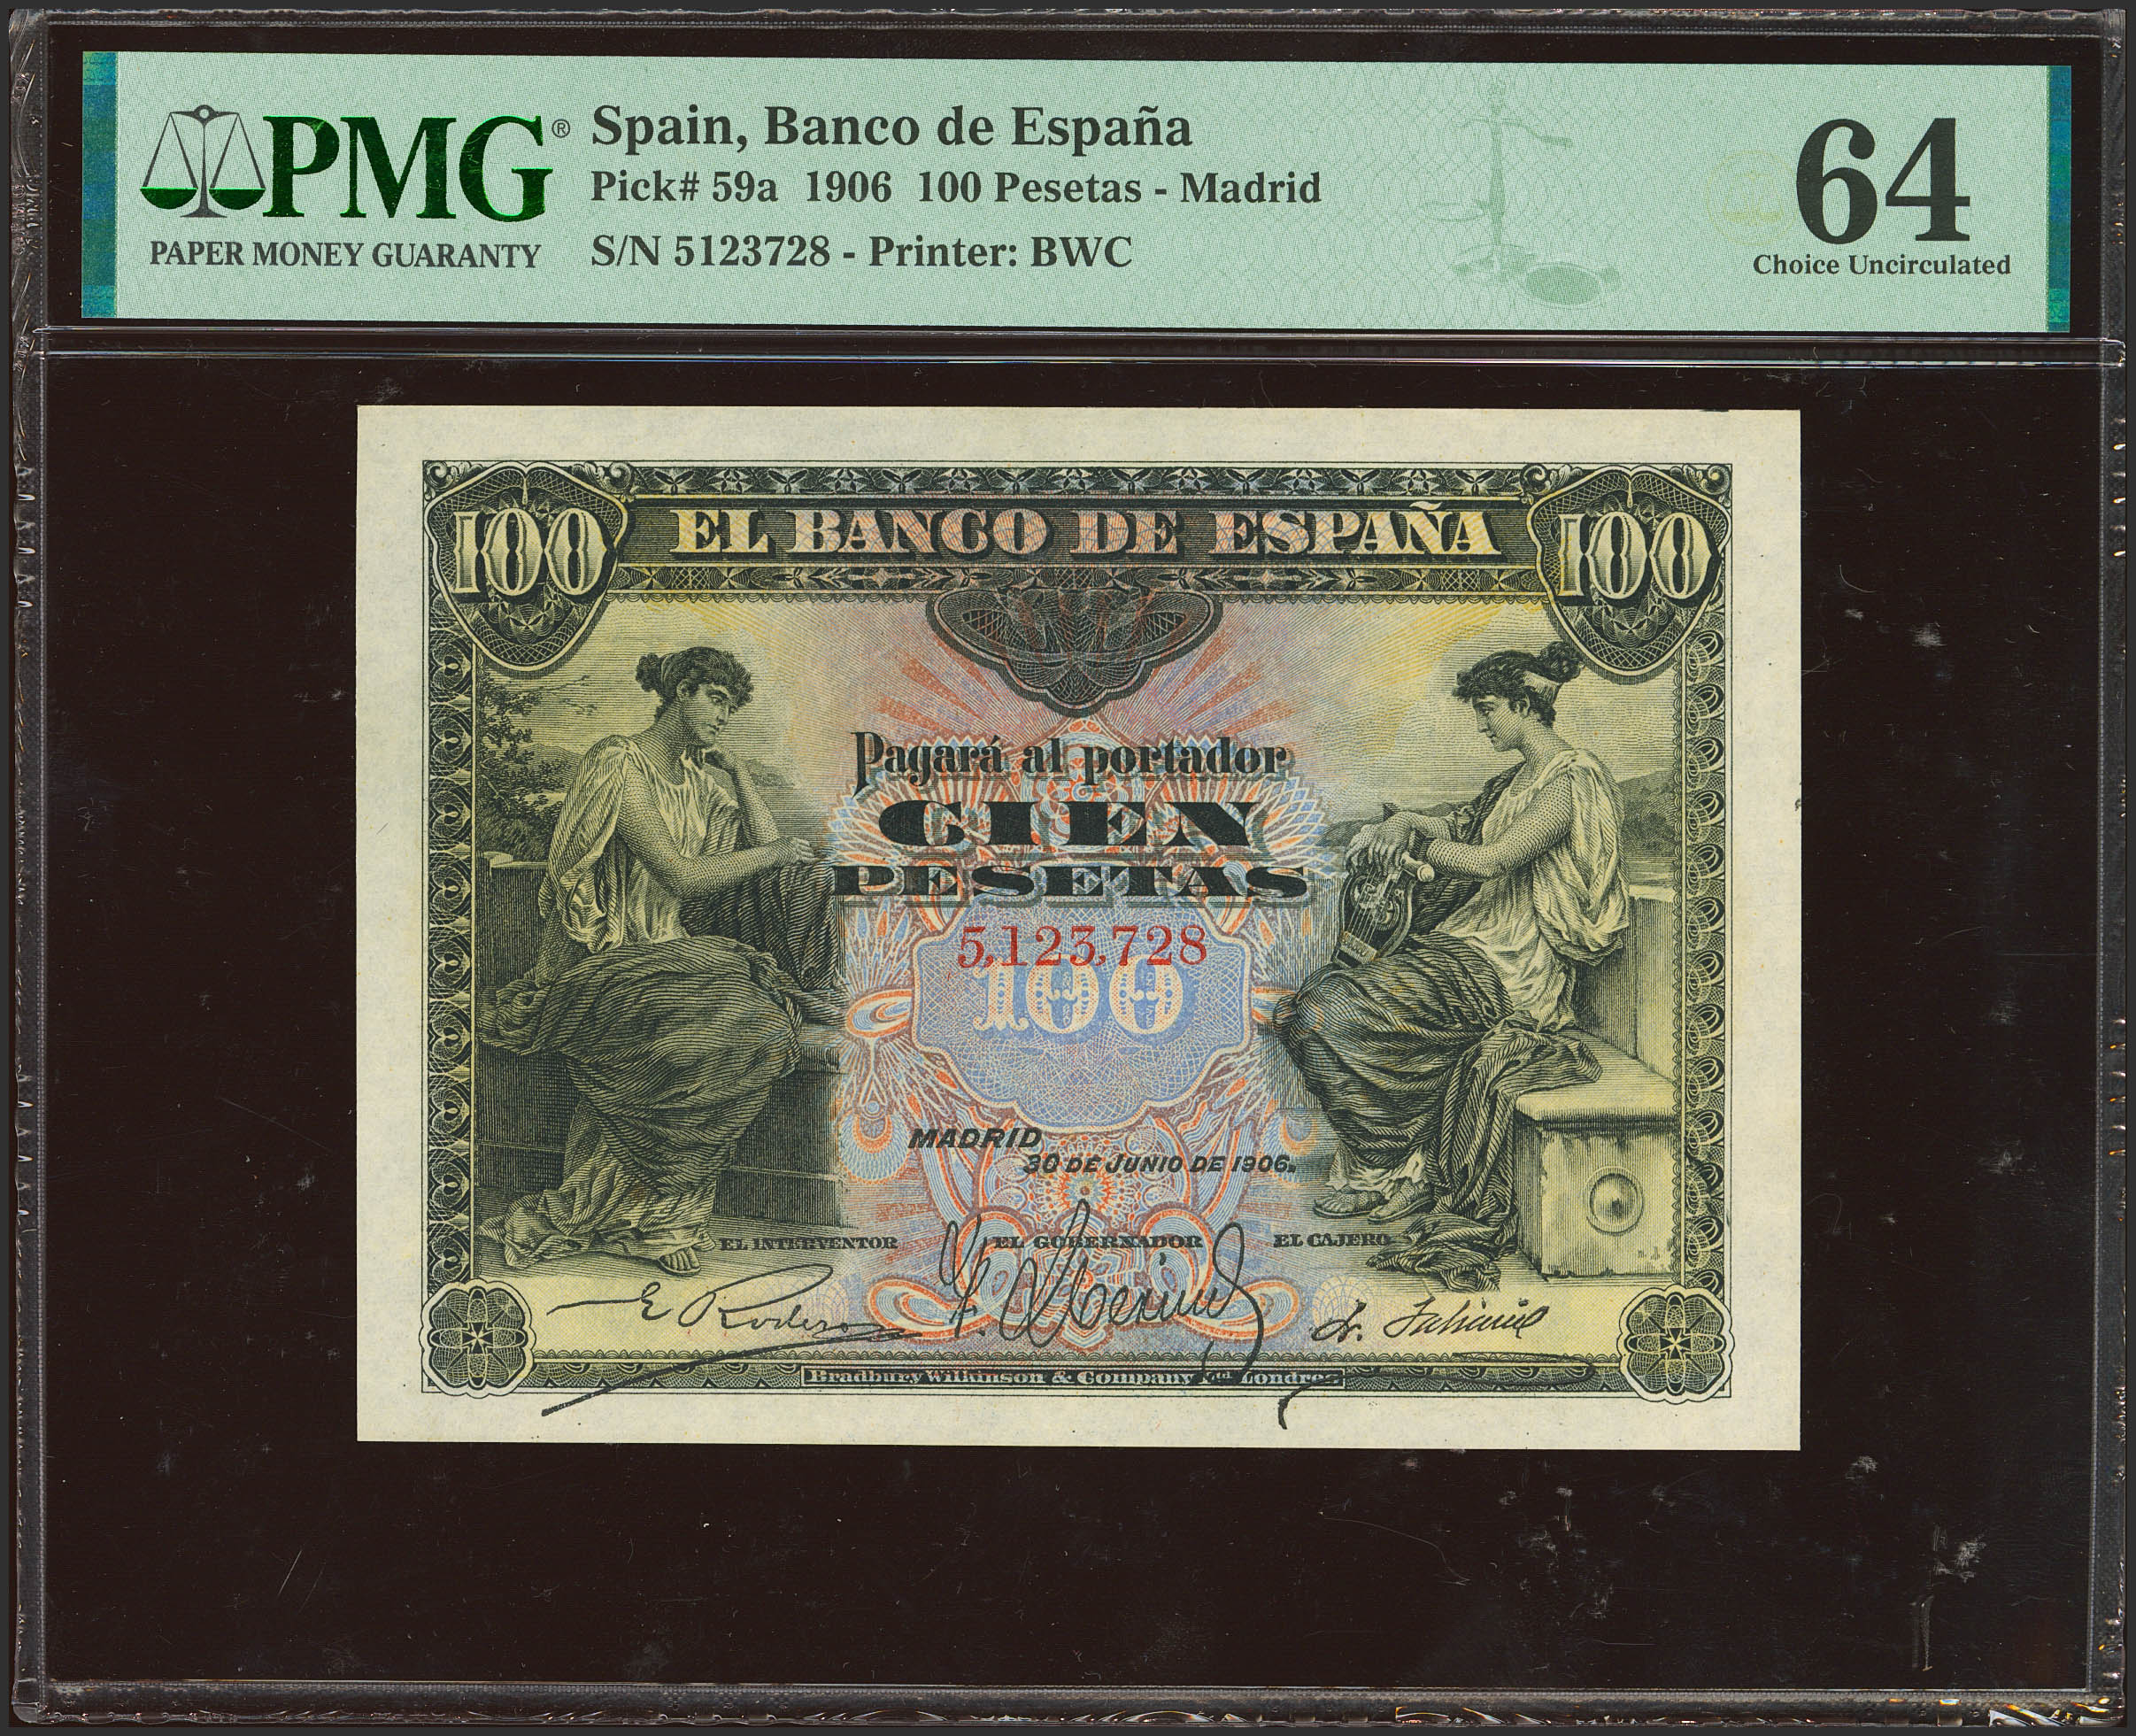 PMG®
PAPER MONEY GUARANTY
Spain, Banco de España
Pick# 59a 1906 100 Pesetas - Madrid
S/N 5123728 - Printer: BWC
64
Choice Uncirculated
100
EL BANCO DE ESPAÑA
100
Pagará al portador
CIEN
PESETAS
5,123,728
100
MADRID
30 DE JUNIO DE 1906.
EL INTERVENTOR
EL GOBERNADOR
EL CAJERO
E Rodero
Bradbury Wilkinson & Company Ltd. Londres